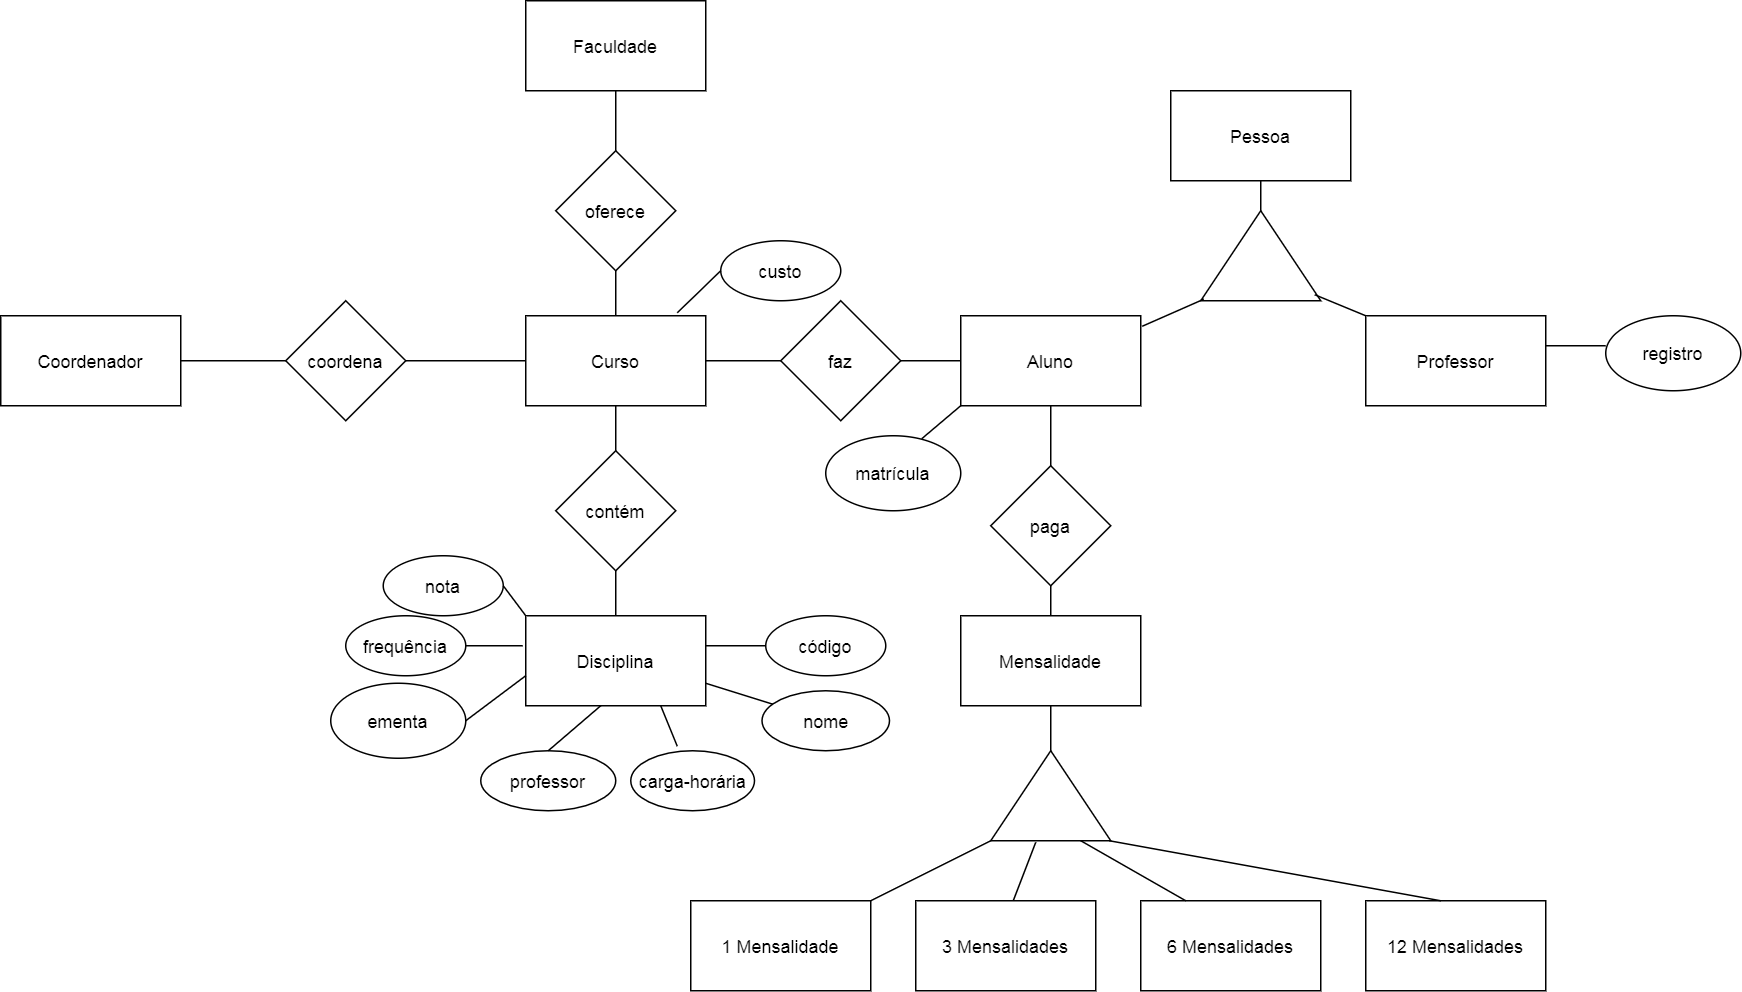 Faculdade
Pessoa
oferece
custo
Coordenador
coordena
Curso
faz
Aluno
Professor
registro
matrícula
contém
paga
nota
frequência
Disciplina
código
Mensalidade
ementa
nome
professor
carga-horária
1 Mensalidade
3 Mensalidades
6 Mensalidades
12 Mensalidades